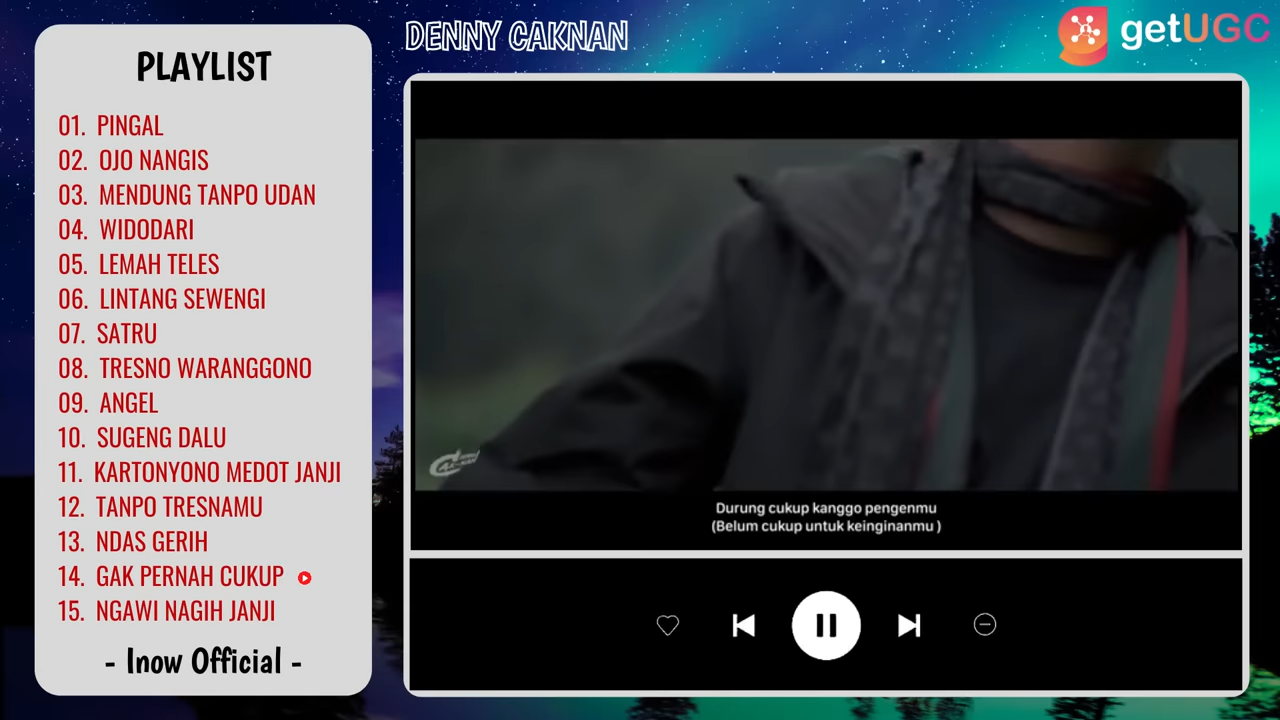 PLAYLIST
01. PINGAL
02. OJO NANGIS
03. MENDUNG TANPO UDAN
04. WIDODARI
05. LEMAH TELES
06. LINTANG SEWENGI
07. SATRU
08. TRESNO WARANGGONO
09. ANGEL
10. SUGENG DALU
11. KARTONYONO MEDOT JANJI
12. TANPO TRESNAMU
13. NDAS GERIH
14. GAK PERNAH CUKUP
15. NGAWI NAGIH JANJI
- Inow Official -
DENNY CAKNAN
getUGC
Durung cukup kanggo pengenmu
(Belum cukup untuk keinginanmu )